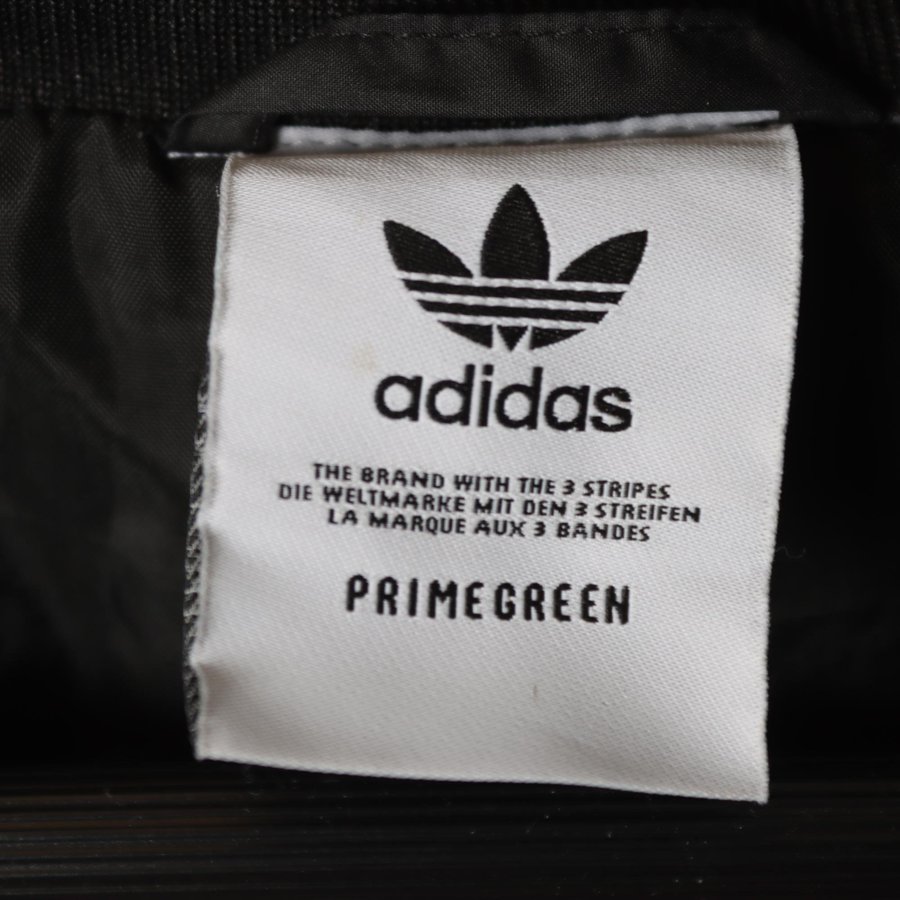 adidas
THE BRAND WITH THE 3 STRIPES
DIE WELTMARKE MIT DEN 3 STREIFEN
LA MARQUE AUX 3 BANDES
PRIMEGREEN